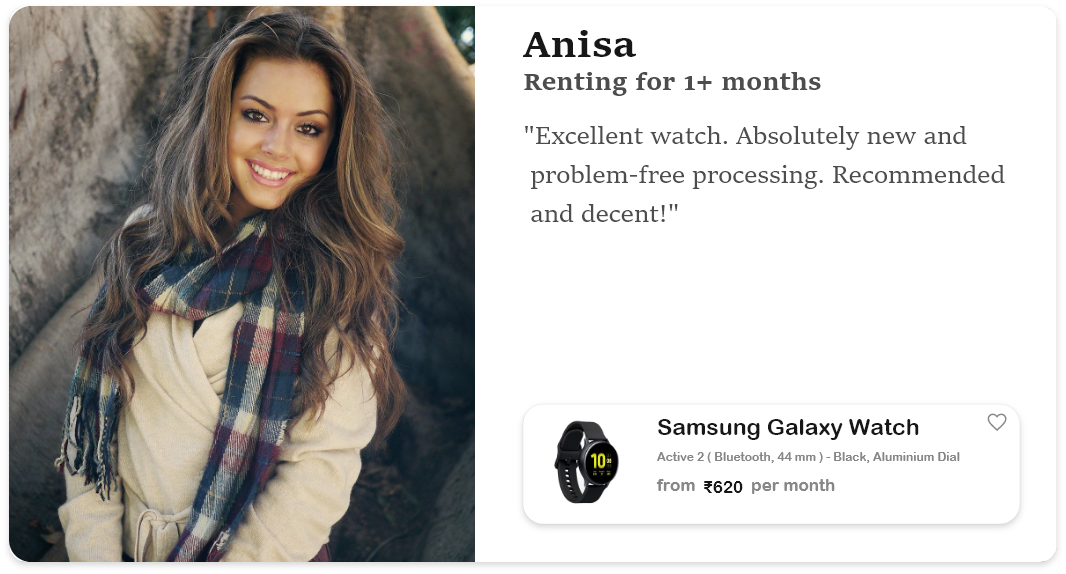 Anisa
Renting for 1+ months
"Excellent watch. Absolutely new and
problem-free processing. Recommended
and decent!"
Samsung Galaxy Watch
Active 2 ( Bluetooth, 44 mm ) - Black, Aluminium Dial
from ₹620 per month
10